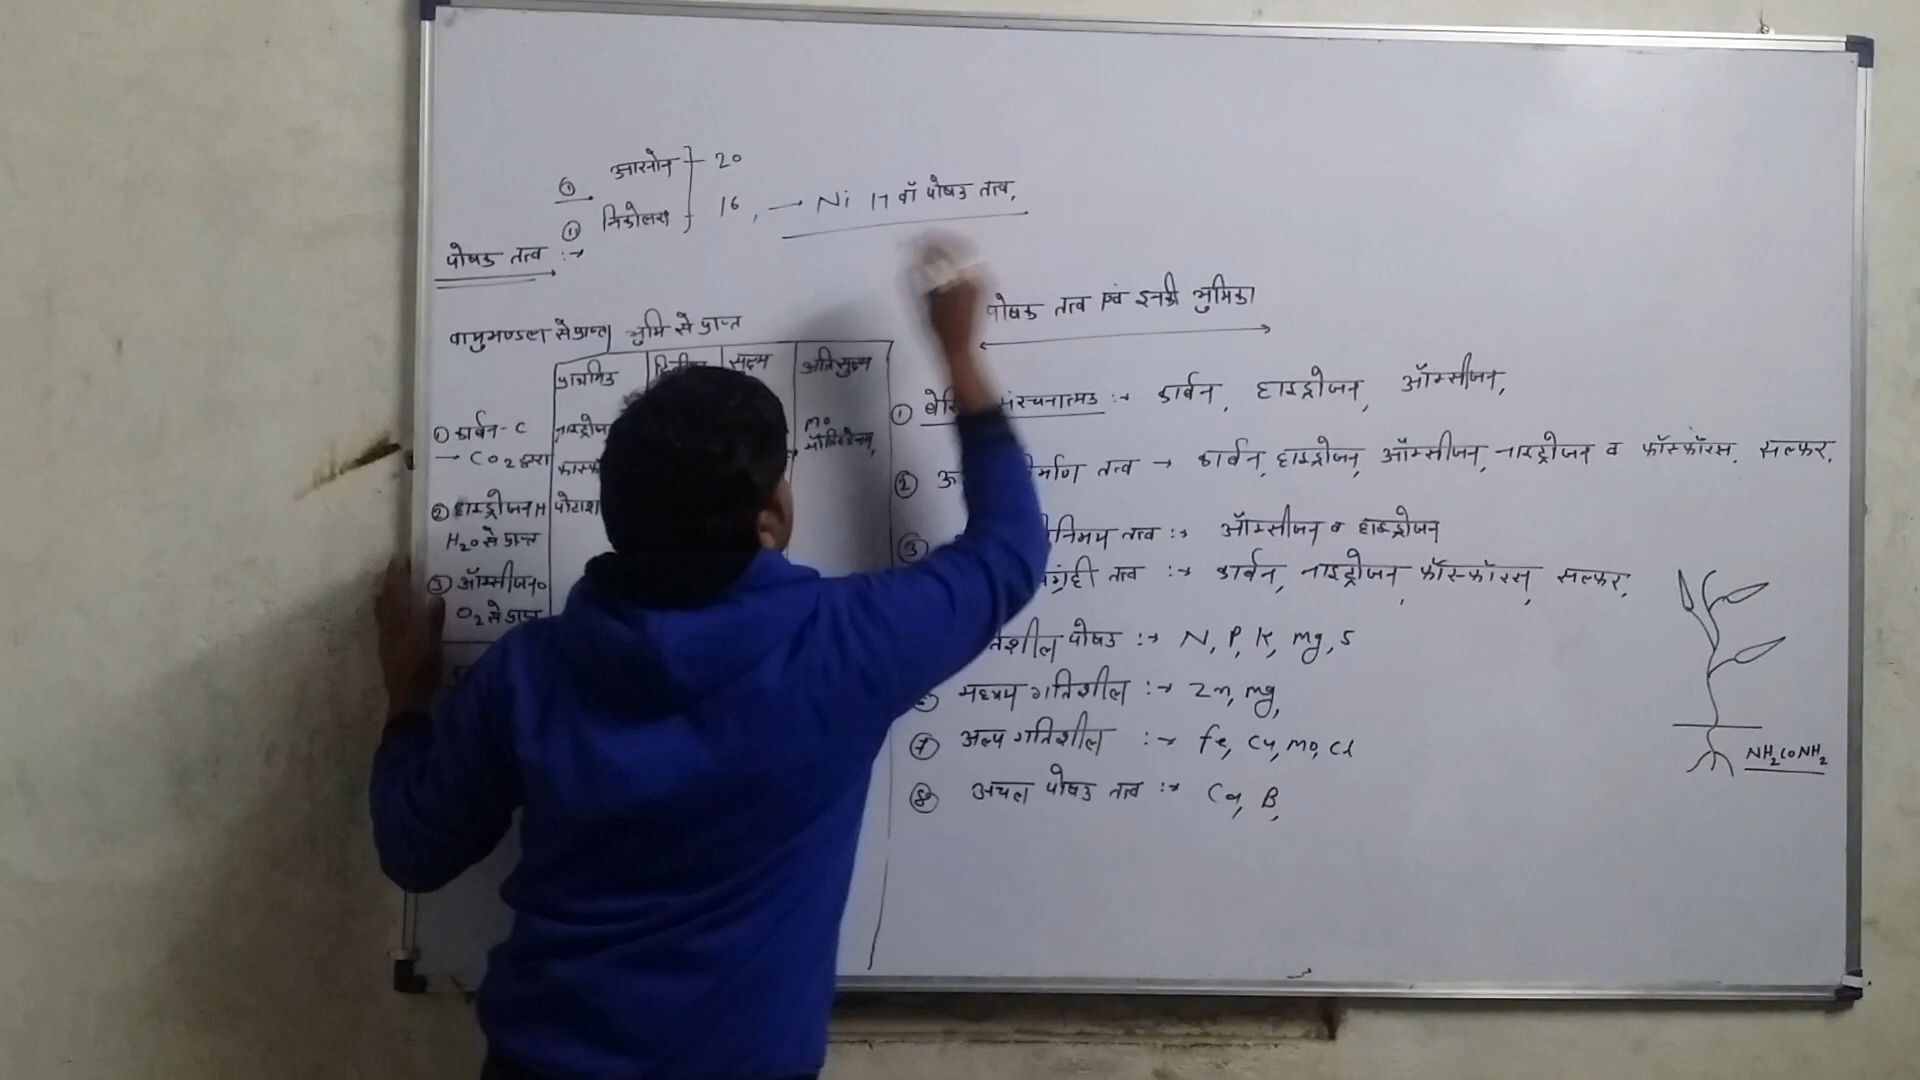 ① आरनोन } 20
② निकोलस } 16, → Ni 17 वाँ पोषक तत्व,
पोषक तत्व :→
वायुमण्डल से प्राप्त
भूमि से प्राप्त
प्राथमिक
सूक्ष्म
अतिसूक्ष्म
① कार्बन - C
→ CO2 द्वारा
② हाइड्रोजन H
H2O से प्राप्त
③ ऑक्सीजन O
O2 से प्राप्त
पोटाश
Mo
पोषक तत्व एवं इनकी भुमिका
① संरचनात्मक :→ कार्बन, हाइड्रोजन, ऑक्सीजन,
② तत्व → कार्बन, हाइड्रोजन, ऑक्सीजन, नाइट्रोजन व फॉस्फॉरस, सल्फर,
③ तत्व :→ ऑक्सीजन व हाइड्रोजन
तत्व :→ कार्बन, नाइट्रोजन, फॉस्फॉरस, सल्फर,
पोषक :→ N, P, K, Mg, S
मध्यम गतिशील :→ Zn, Mg,
⑦ अल्प गतिशील :→ Fe, Cu, Mo, Cl
⑧ अचल पोषक तत्व :→ Ca, B,
NH2CONH2